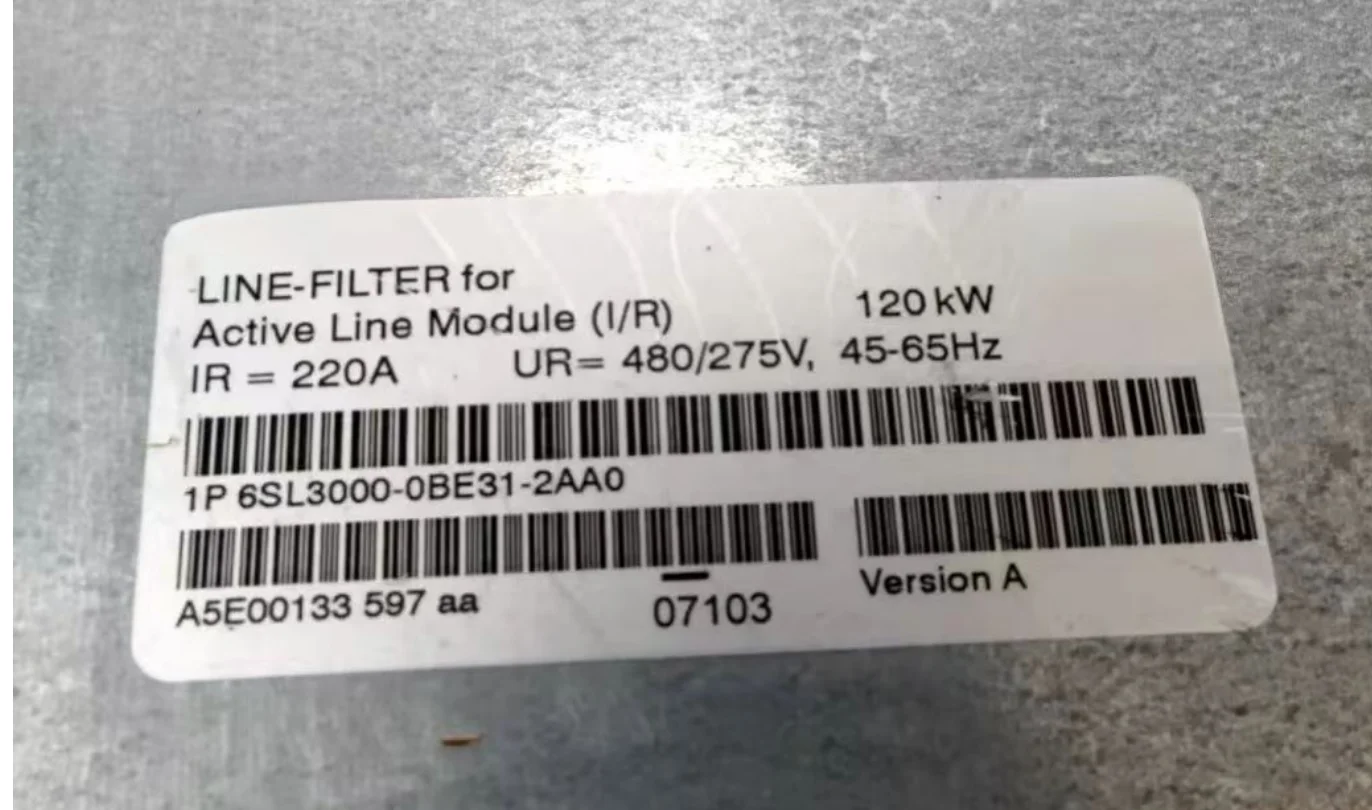 LINE-FILTER for
Active Line Module (I/R) 120 kW
IR = 220A UR= 480/275V, 45-65Hz
1P 6SL3000-0BE31-2AA0
A5E00133 597 aa 07103 Version A